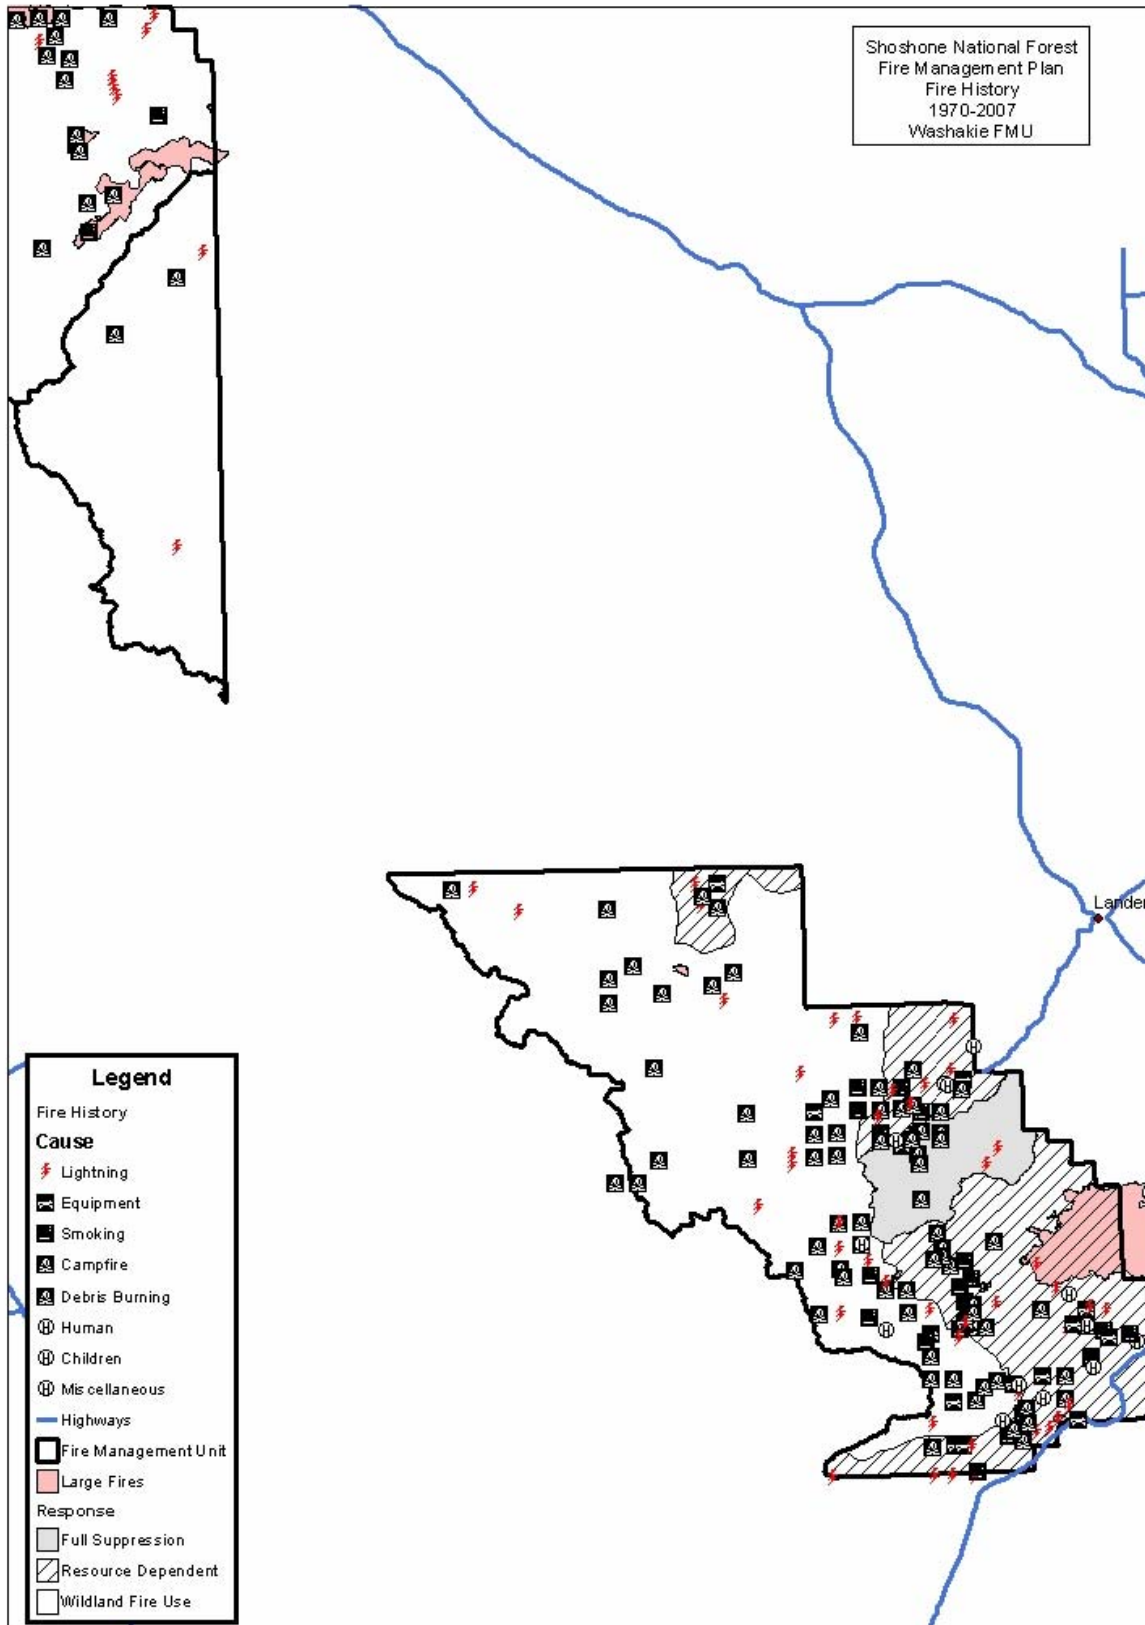 Shoshone National Forest
Fire Management Plan
Fire History
1970-2007
Washakie FMU
Lander
Legend
Fire History
Cause
Lightning
Equipment
Smoking
Campfire
Debris Burning
Human
Children
Miscellaneous
Highways
Fire Management Unit
Large Fires
Response
Full Suppression
Resource Dependent
Wildland Fire Use